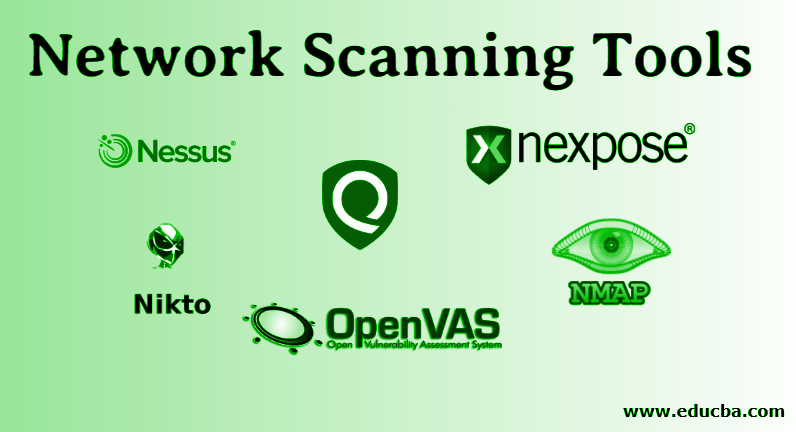 Network Scanning Tools
Nessus®
X nexpose®
Q
Nikto
NMAP
OpenVAS
Open Vulnerability Assessment System
www.educba.com